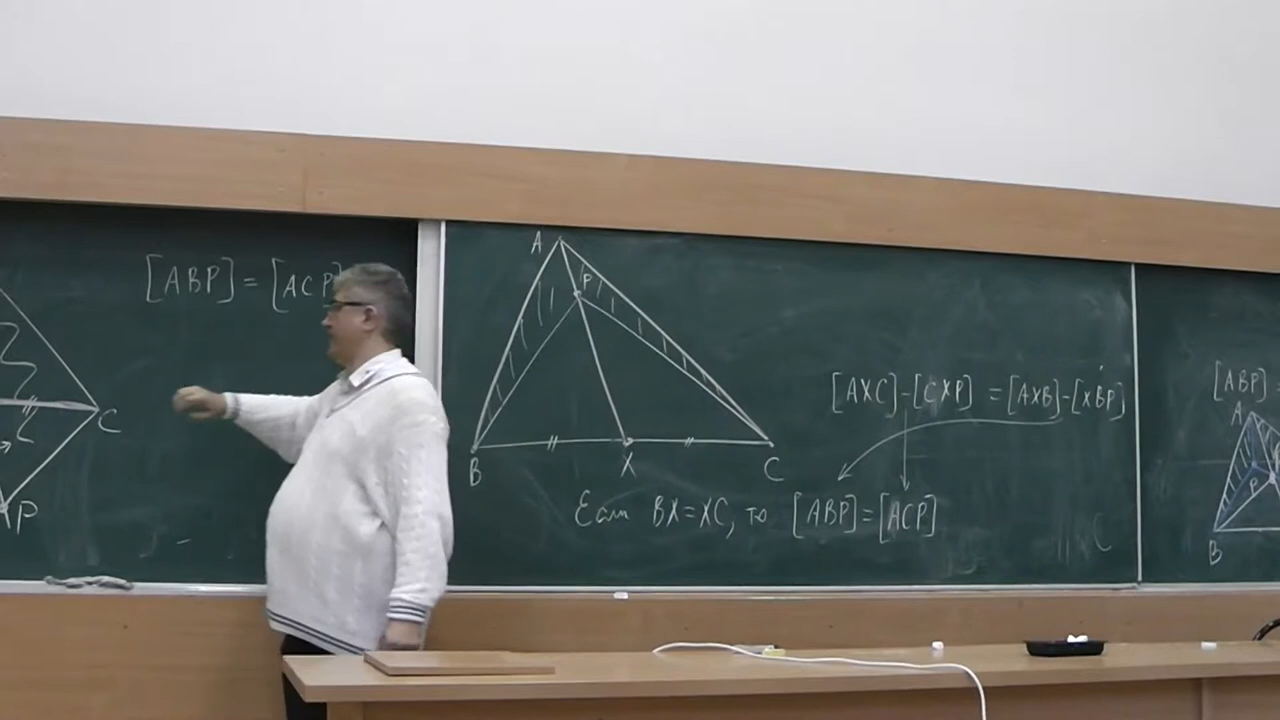 [ABP] = [ACP
C
P
A
P
B
X
C
[AXC]-[CXP] = [AXB]-[XBP]
Если BX=XC, то [ABP]=[ACP]
C
[ABP]
A
P
B